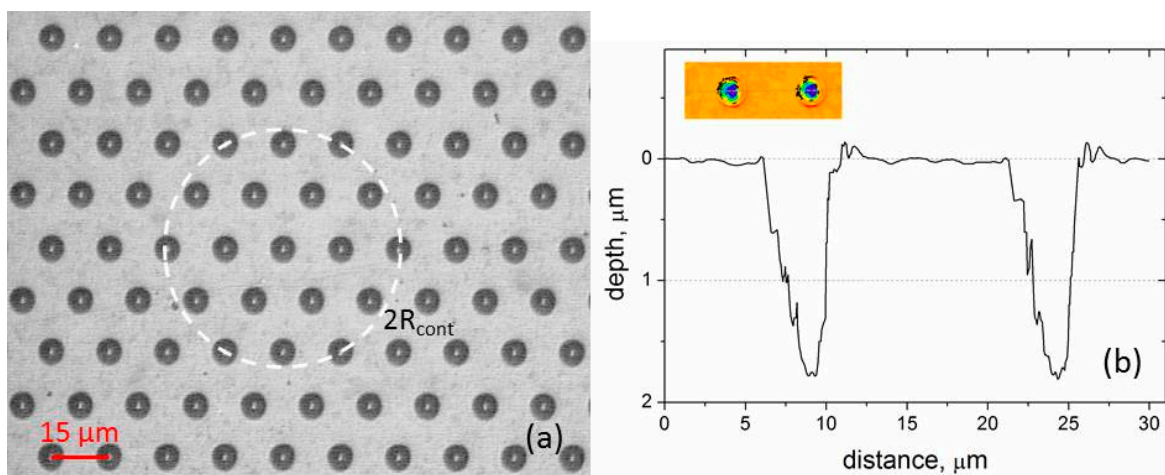 2R_cont
15 μm
(a)
0
1
2
depth, μm
0
5
10
15
20
25
30
distance, μm
(b)